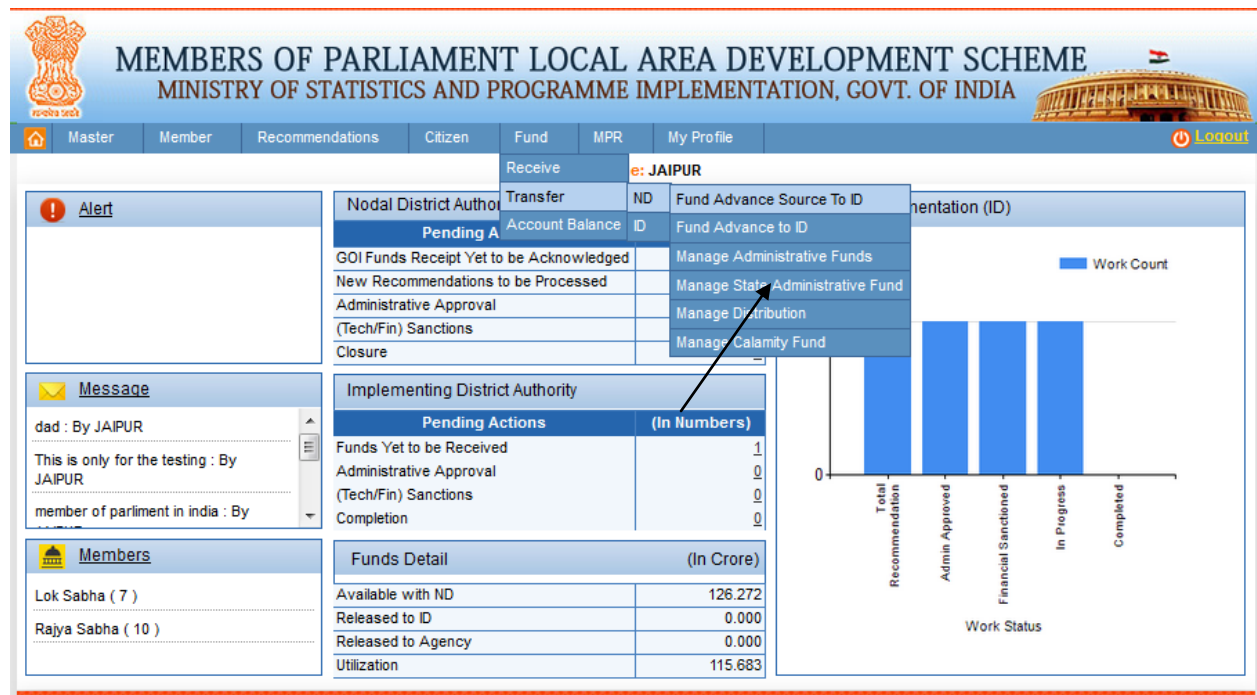 सत्यमेव जयते
MEMBERS OF PARLIAMENT LOCAL AREA DEVELOPMENT SCHEME
MINISTRY OF STATISTICS AND PROGRAMME IMPLEMENTATION, GOVT. OF INDIA
Master Member Recommendations Citizen Fund MPR My Profile Logout
Receive
e: JAIPUR
Transfer
Account Balance
ND
ID
Fund Advance Source To ID
Fund Advance to ID
Manage Administrative Funds
Manage State Administrative Fund
Manage Distribution
Manage Calamity Fund
Alert
Nodal District Author
Pending A
GOI Funds Receipt Yet to be Acknowledged
New Recommendations to be Processed
Administrative Approval
(Tech/Fin) Sanctions
Closure
nentation (ID)
Work Count
0
Total Recommendation
Admin Approved
Financial Sanctioned
In Progress
Completed
Work Status
Message
dad : By JAIPUR
This is only for the testing : By
JAIPUR
member of parliment in india : By
Implementing District Authority
Pending Actions (In Numbers)
Funds Yet to be Received 1
Administrative Approval 0
(Tech/Fin) Sanctions 0
Completion 0
Members
Lok Sabha ( 7 )
Rajya Sabha ( 10 )
Funds Detail (In Crore)
Available with ND 126.272
Released to ID 0.000
Released to Agency 0.000
Utilization 115.683